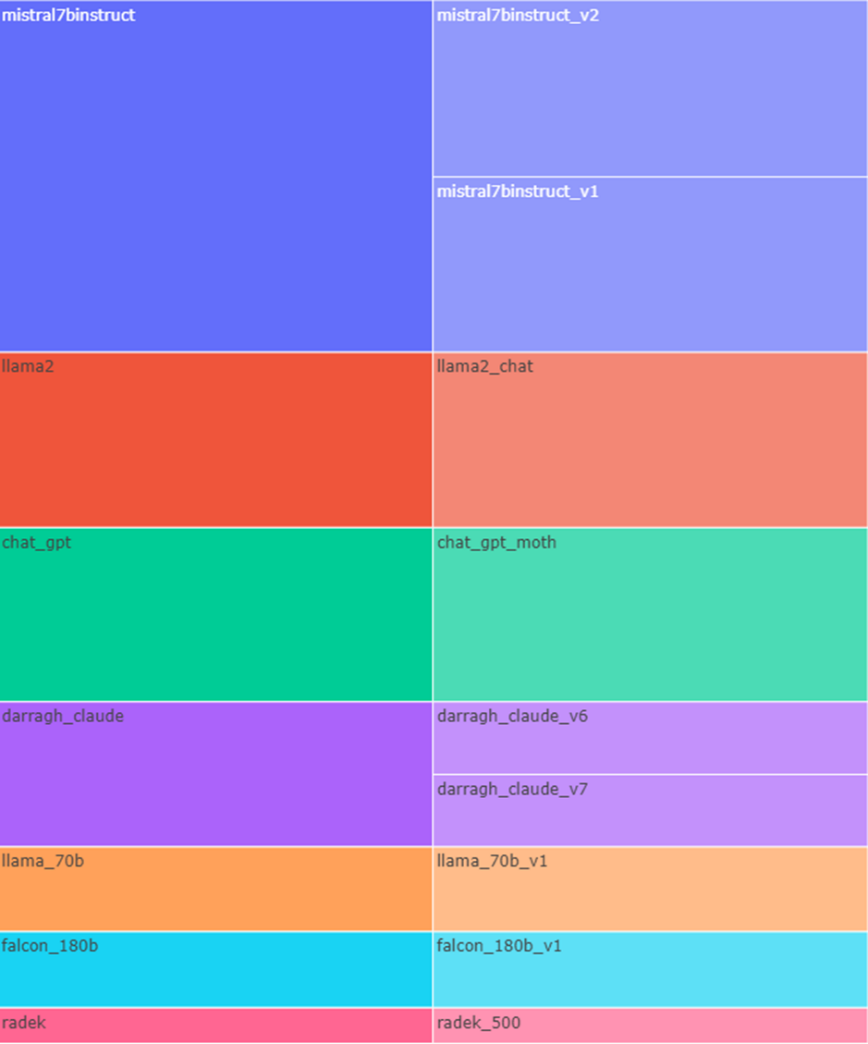 mistral7binstruct
mistral7binstruct_v2
mistral7binstruct_v1
llama2
llama2_chat
chat_gpt
chat_gpt_moth
darragh_claude
darragh_claude_v6
darragh_claude_v7
llama_70b
llama_70b_v1
falcon_180b
falcon_180b_v1
radek
radek_500